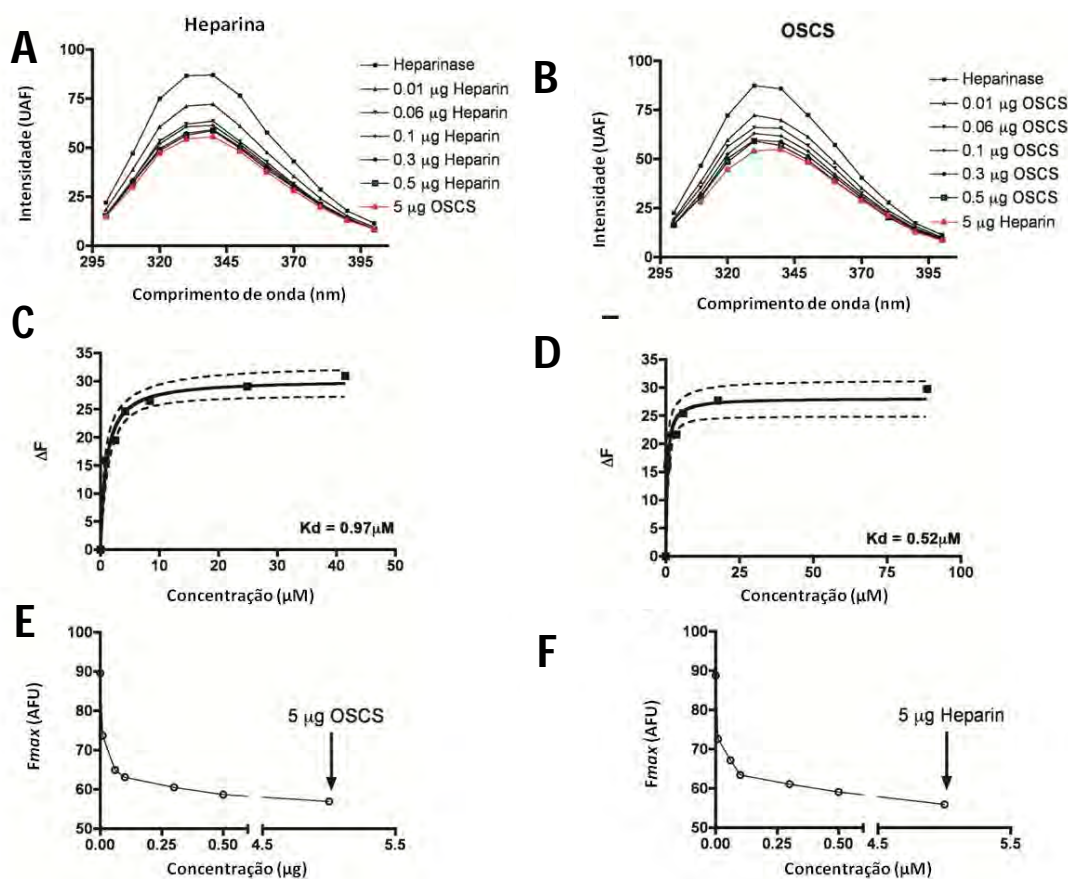 A
Heparina
100
75
50
25
0
Intensidade (UAF)
295
320
345
370
395
Comprimento de onda (nm)
Heparinase
0.01 µg Heparin
0.06 µg Heparin
0.1 µg Heparin
0.3 µg Heparin
0.5 µg Heparin
5 µg OSCS
B
OSCS
100
75
50
25
0
Intensidade (UAF)
295
320
345
370
395
Comprimento de onda (nm)
Heparinase
0.01 µg OSCS
0.06 µg OSCS
0.1 µg OSCS
0.3 µg OSCS
0.5 µg OSCS
5 µg Heparin
C
35
30
25
20
15
10
5
0
ΔF
Kd = 0.97µM
0
10
20
30
40
50
Concentração (µM)
D
35
30
25
20
15
10
5
0
ΔF
Kd = 0.52µM
0
25
50
75
100
Concentração (µM)
E
100
90
80
70
60
50
Fmax (AFU)
5 µg OSCS
0.00
0.25
0.50
4.5
5.5
Concentração (µg)
F
100
90
80
70
60
50
Fmax (AFU)
5 µg Heparin
0.00
0.25
0.50
4.5
5.5
Concentração (µM)